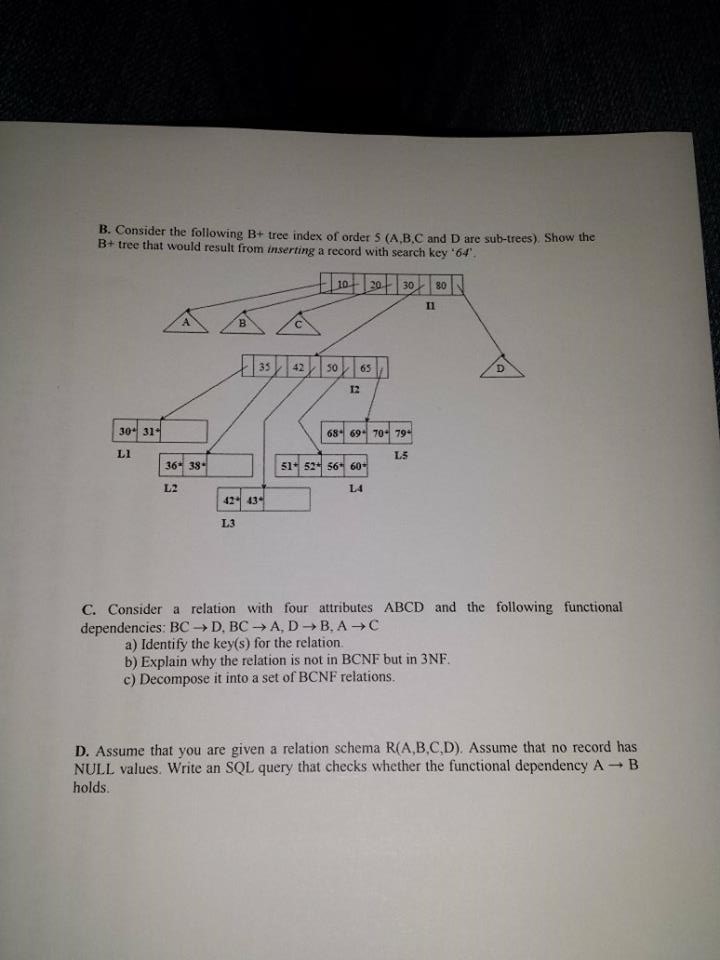 B. Consider the following B+ tree index of order 5 (A,B,C and D are sub-trees). Show the
B+ tree that would result from inserting a record with search key ‘64’.
10 20 30 80
I1
A B C
35 42 50 65
D
I2
30* 31*
68* 69* 70* 79*
L1
L5
36* 38*
51* 52* 56* 60*
L2
L4
42* 43*
L3
C. Consider a relation with four attributes ABCD and the following functional
dependencies: BC → D, BC → A, D → B, A → C
a) Identify the key(s) for the relation.
b) Explain why the relation is not in BCNF but in 3NF.
c) Decompose it into a set of BCNF relations.
D. Assume that you are given a relation schema R(A,B,C,D). Assume that no record has
NULL values. Write an SQL query that checks whether the functional dependency A → B
holds.